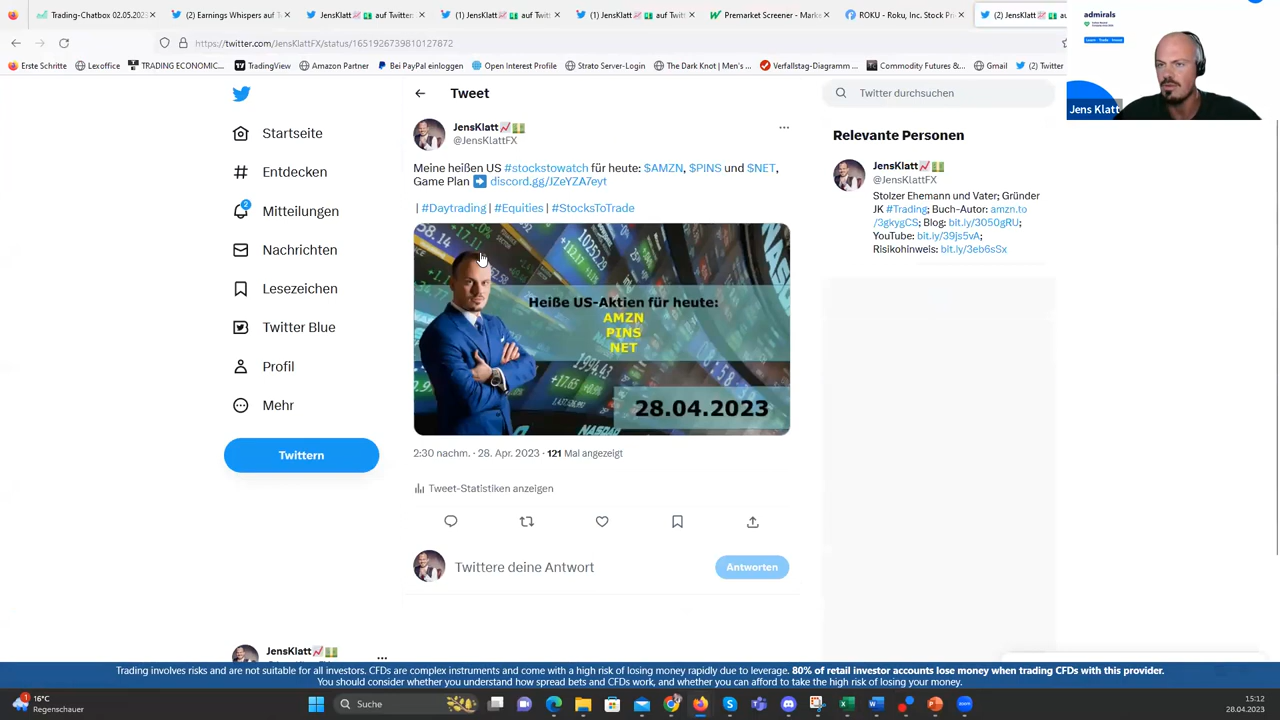 Trading-Chatbox 02.05.202
(2) Earnings Whispers auf T
JensKlatt auf Twitter:
(1) JensKlatt auf Twit
(1) JensKlatt auf Twit
Premarket Screener - Marke
ROKU - Roku, Inc. Stock Pr
(2) JensKlatt au
admirals
Jens Klatt
Erste Schritte
Lexoffice
TRADING ECONOMIC...
TradingView
Amazon Partner
Bei PayPal einloggen
Open Interest Profile
Strato Server-Login
The Dark Knot | Men's ...
Verfallstag-Diagramm ...
Commodity Futures &...
Gmail
(2) Twitter
Startseite
Entdecken
2
Mitteilungen
Nachrichten
Lesezeichen
Twitter Blue
Profil
Mehr
Twittern
JensKlatt
Tweet
JensKlatt
@JensKlattFX
Meine heißen US #stockstowatch für heute: $AMZN, $PINS und $NET,
Game Plan ➡ discord.gg/JZeYZA7eyt
| #Daytrading | #Equities | #StocksToTrade
Heiße US-Aktien für heute:
AMZN
PINS
NET
28.04.2023
NASDAQ
2:30 nachm. · 28. Apr. 2023 · 121 Mal angezeigt
Tweet-Statistiken anzeigen
Twittere deine Antwort
Antworten
Twitter durchsuchen
Relevante Personen
JensKlatt
@JensKlattFX
Stolzer Ehemann und Vater; Gründer
JK #Trading; Buch-Autor: amzn.to
/3gkygCS; Blog: bit.ly/3050gRU;
YouTube: bit.ly/39js5vA;
Risikohinweis: bit.ly/3eb6sSx
Trading involves risks and are not suitable for all investors. CFDs are complex instruments and come with a high risk of losing money rapidly due to leverage. 80% of retail investor accounts lose money when trading CFDs with this provider.
You should consider whether you understand how spread bets and CFDs work, and whether you can afford to take the high risk of losing your money.
1
16°C
Regenschauer
Suche
15:12
28.04.2023